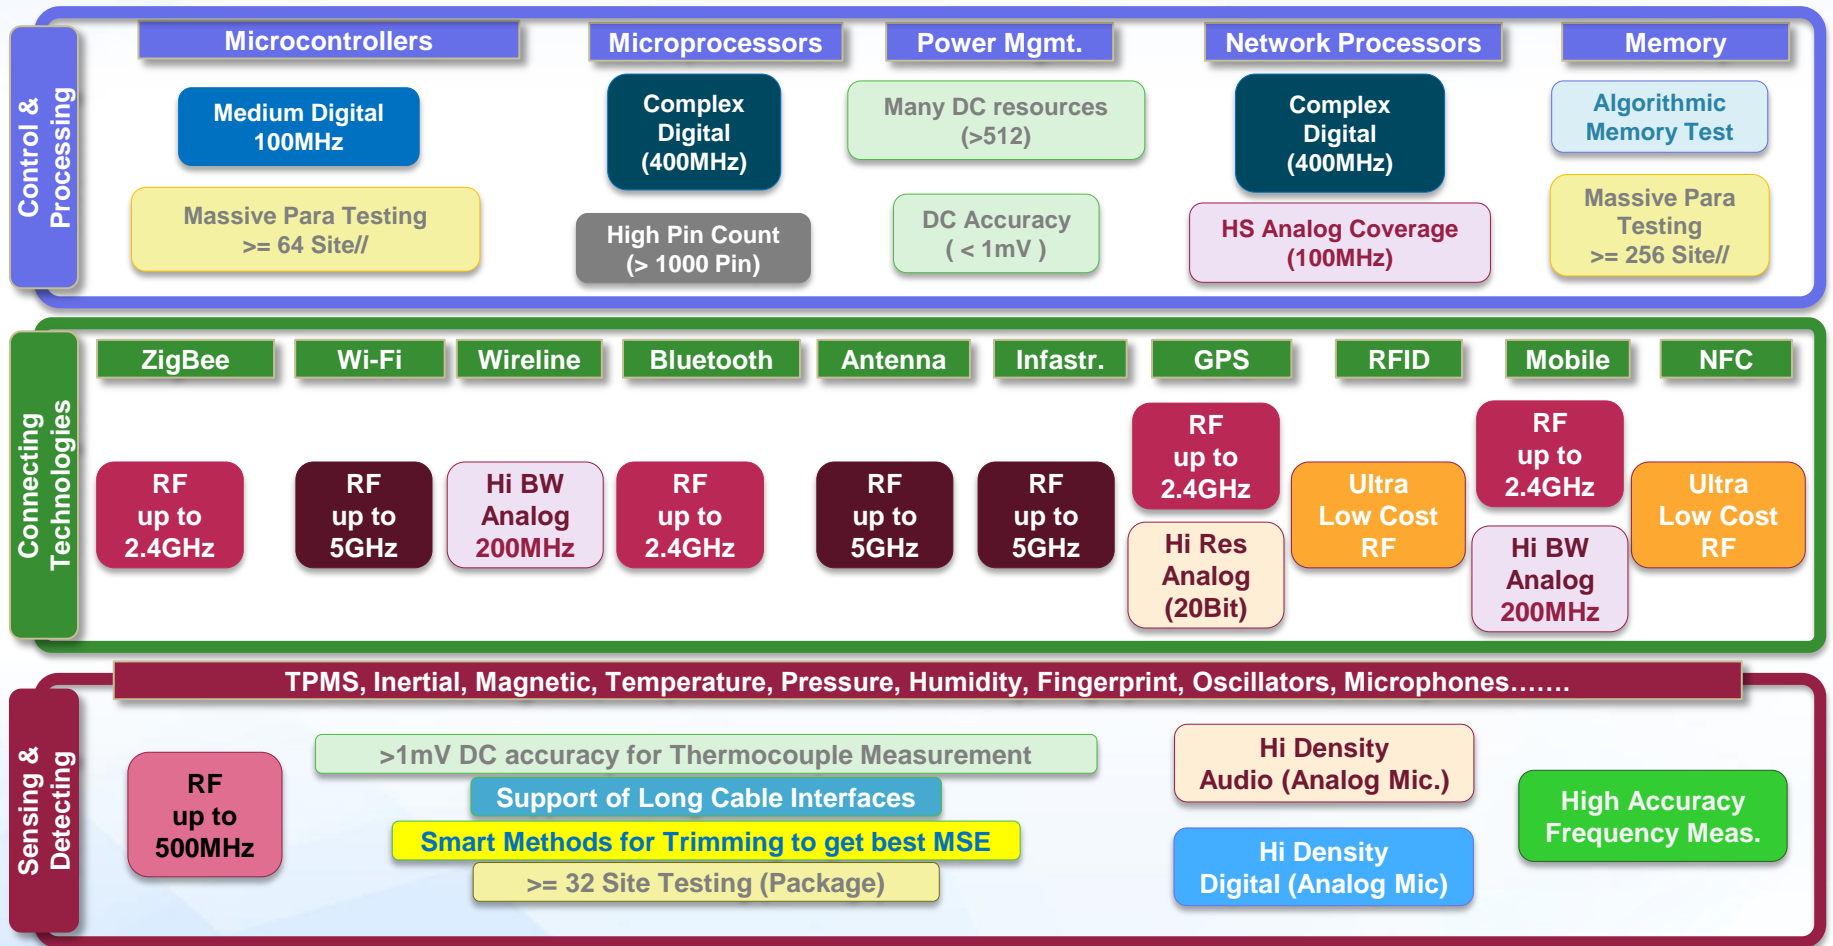 Control &
Processing
Microcontrollers
Medium Digital
100MHz
Massive Para Testing
>= 64 Site//
Microprocessors
Complex
Digital
(400MHz)
High Pin Count
(> 1000 Pin)
Power Mgmt.
Many DC resources
(>512)
DC Accuracy
( < 1mV )
Network Processors
Complex
Digital
(400MHz)
HS Analog Coverage
(100MHz)
Memory
Algorithmic
Memory Test
Massive Para
Testing
>= 256 Site//
Connecting
Technologies
ZigBee
RF
up to
2.4GHz
Wi-Fi
RF
up to
5GHz
Wireline
Hi BW
Analog
200MHz
Bluetooth
RF
up to
2.4GHz
Antenna
RF
up to
5GHz
Infastr.
RF
up to
5GHz
GPS
RF
up to
2.4GHz
Hi Res
Analog
(20Bit)
RFID
Ultra
Low Cost
RF
Mobile
RF
up to
2.4GHz
Hi BW
Analog
200MHz
NFC
Ultra
Low Cost
RF
Sensing &
Detecting
TPMS, Inertial, Magnetic, Temperature, Pressure, Humidity, Fingerprint, Oscillators, Microphones…….
RF
up to
500MHz
>1mV DC accuracy for Thermocouple Measurement
Support of Long Cable Interfaces
Smart Methods for Trimming to get best MSE
>= 32 Site Testing (Package)
Hi Density
Audio (Analog Mic.)
Hi Density
Digital (Analog Mic)
High Accuracy
Frequency Meas.